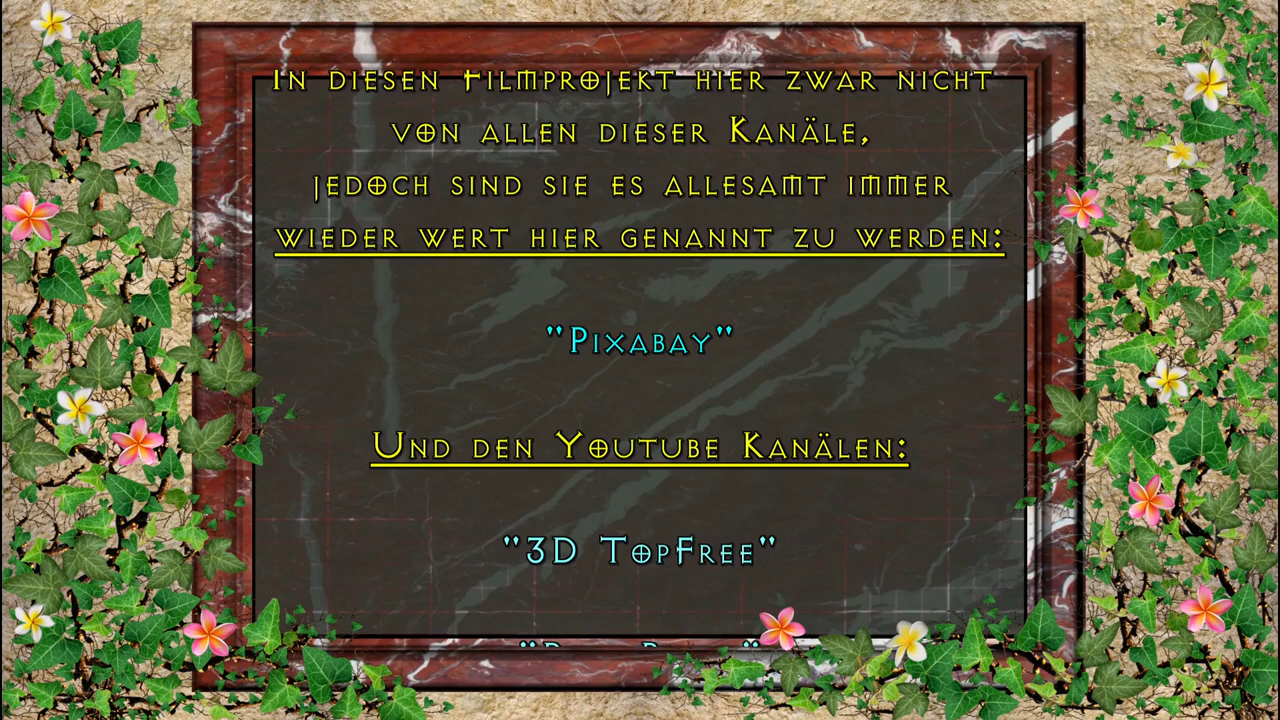 In diesen Filmprojekt hier zwar nicht
von allen dieser Kanäle,
jedoch sind sie es allesamt immer
wieder wert hier genannt zu werden:
"Pixabay"
Und den Youtube Kanälen:
"3D TopFree"